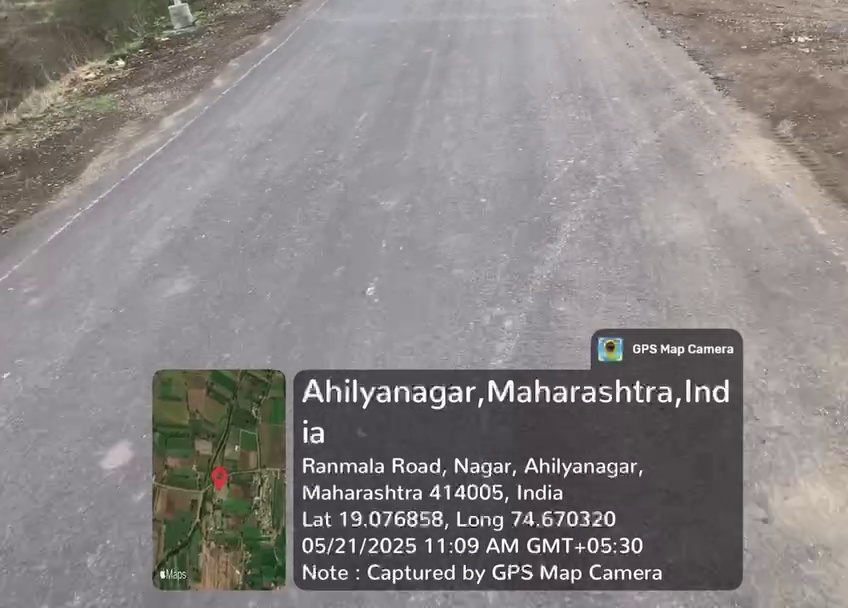 GPS Map Camera
Ahilyanagar,Maharashtra,Ind
ia
Ranmala Road, Nagar, Ahilyanagar,
Maharashtra 414005, India
Lat 19.076858, Long 74.670320
05/21/2025 11:09 AM GMT+05:30
Note : Captured by GPS Map Camera
Maps